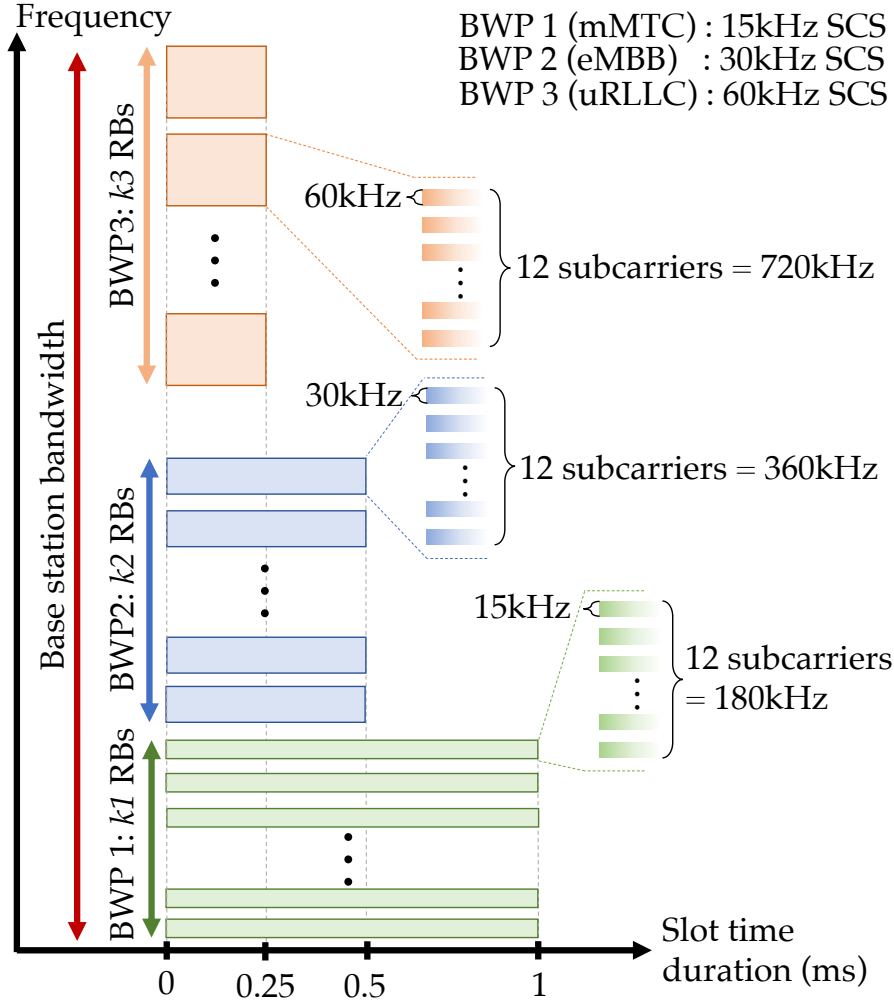 Frequency
BWP 1 (mMTC) : 15kHz SCS
BWP 2 (eMBB) : 30kHz SCS
BWP 3 (uRLLC) : 60kHz SCS
Base station bandwidth
BWP3: k3 RBs
60kHz
12 subcarriers = 720kHz
BWP2: k2 RBs
30kHz
12 subcarriers = 360kHz
BWP 1: k1 RBs
15kHz
12 subcarriers
= 180kHz
0
0.25
0.5
1
Slot time
duration (ms)